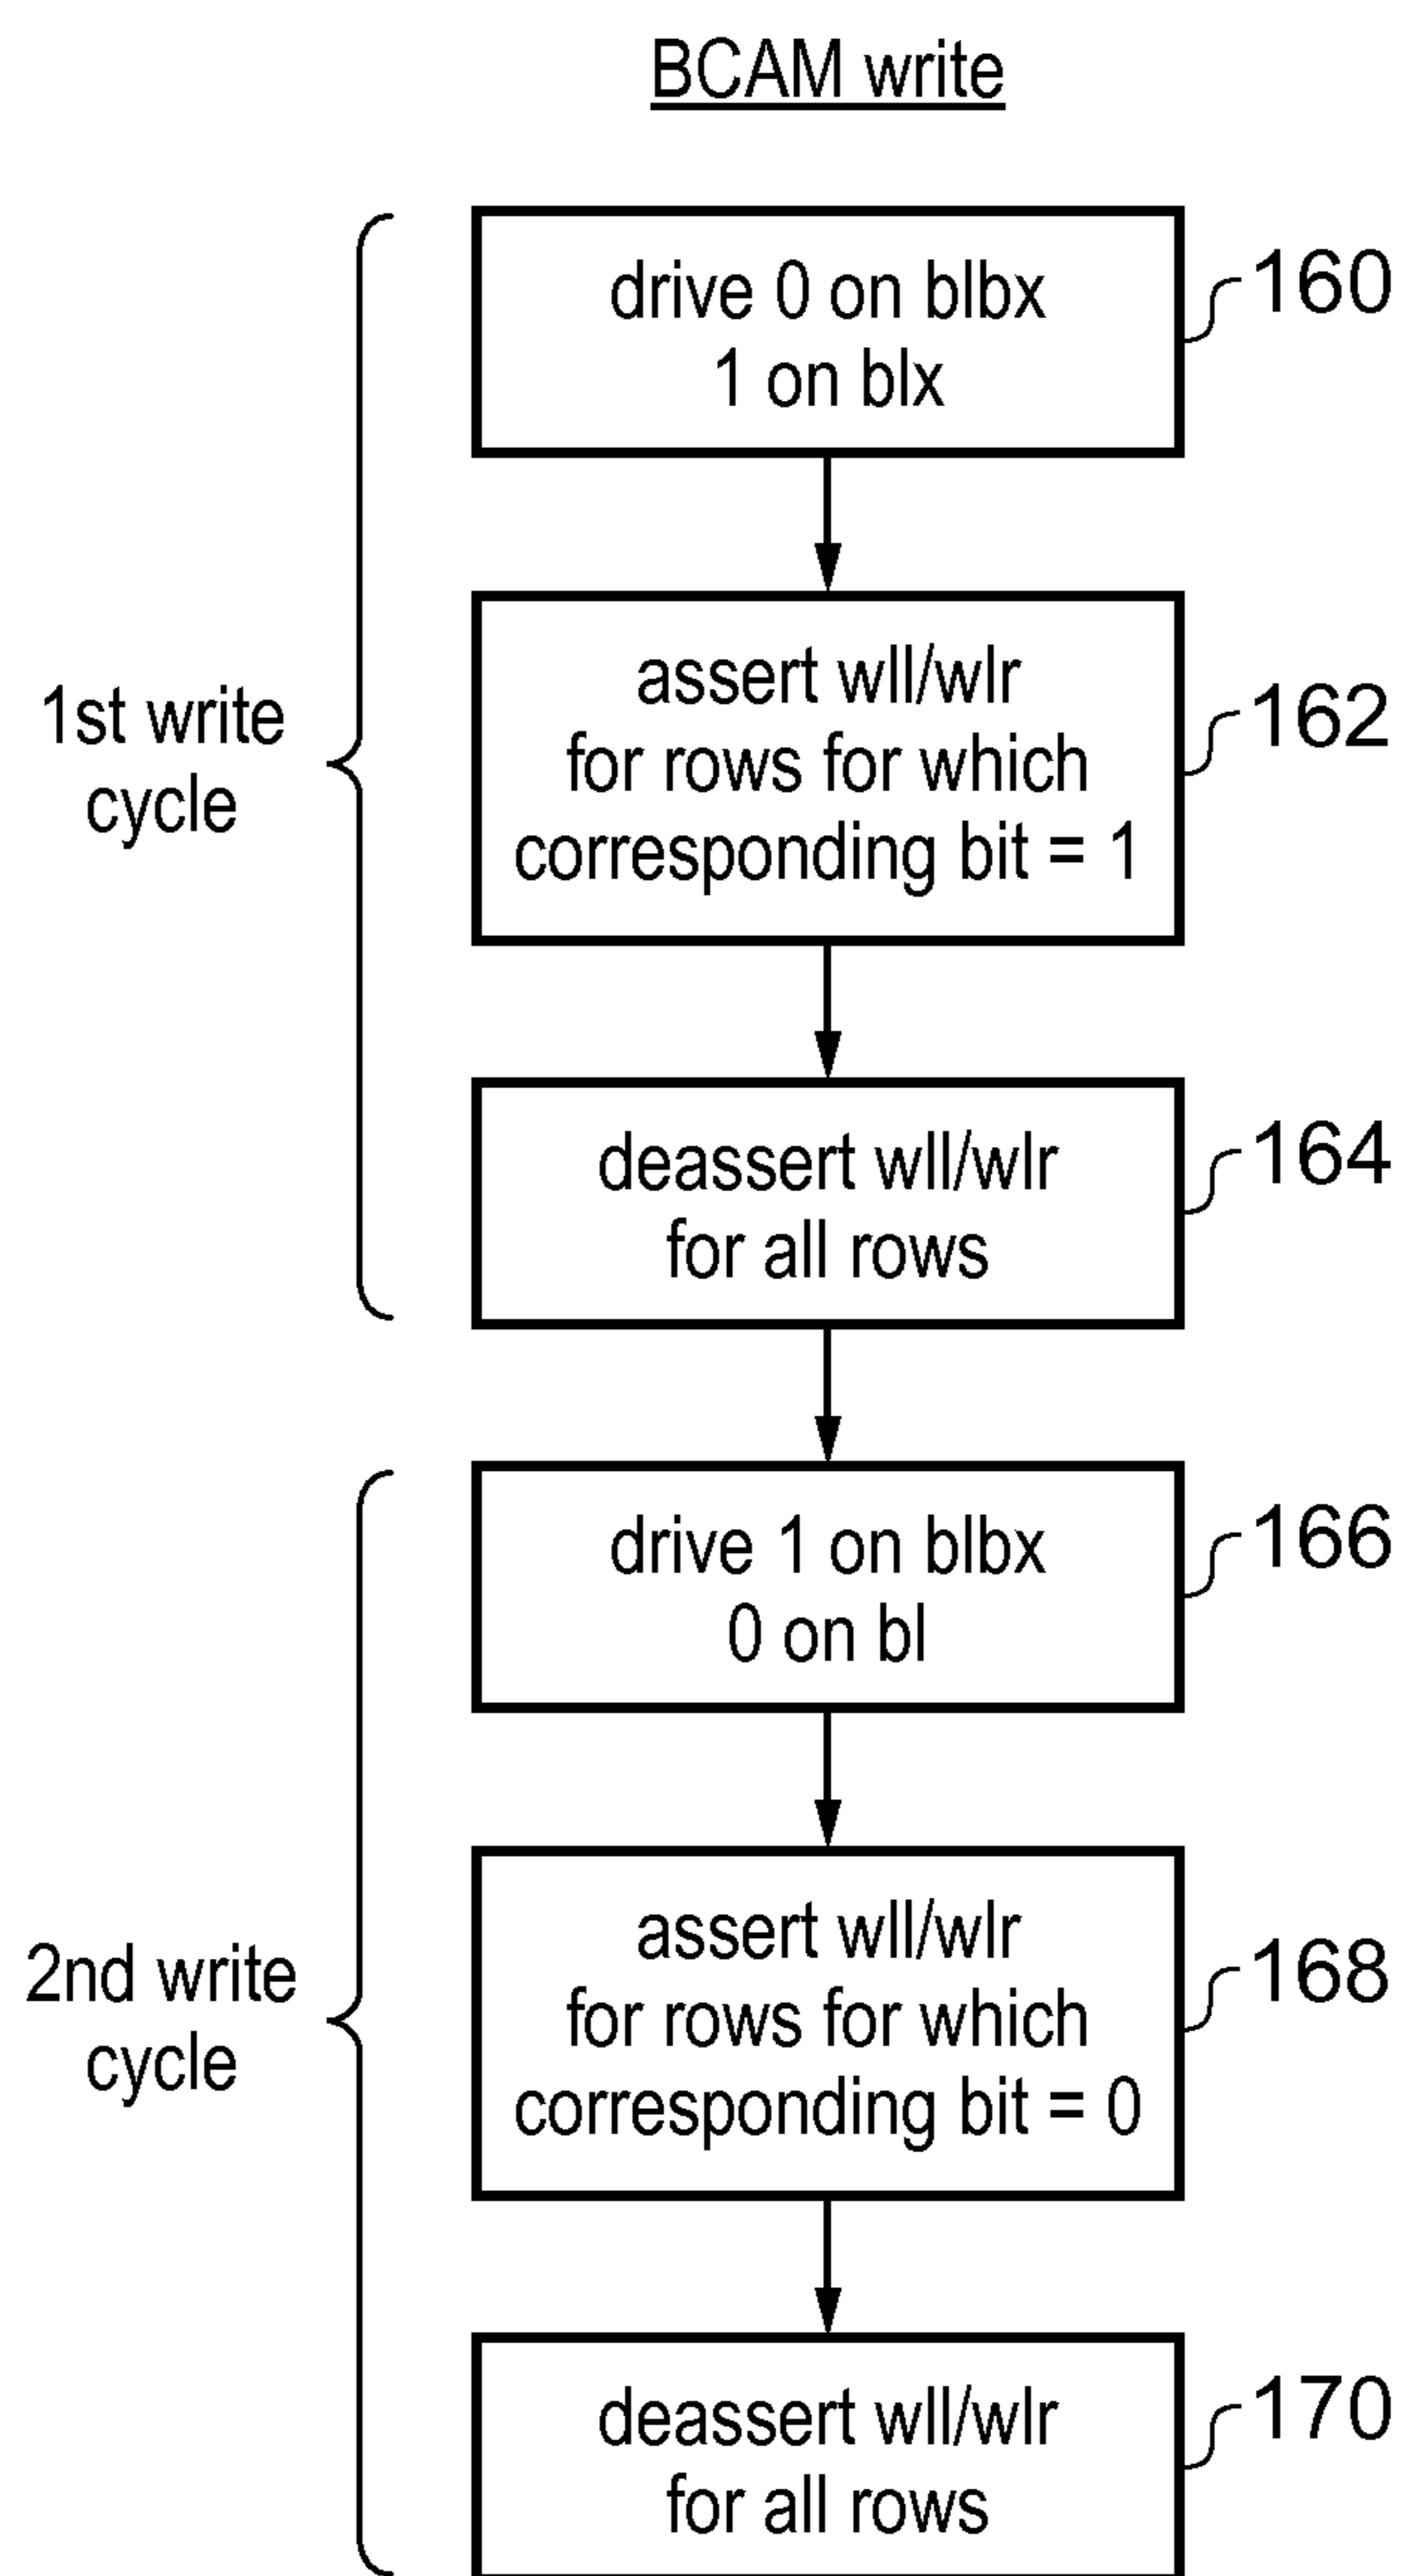 BCAM write
drive 0 on blbx
1 on blx
160
1st write
cycle
assert wll/wlr
for rows for which
corresponding bit = 1
162
deassert wll/wlr
for all rows
164
drive 1 on blbx
0 on bl
166
2nd write
cycle
assert wll/wlr
for rows for which
corresponding bit = 0
168
deassert wll/wlr
for all rows
170